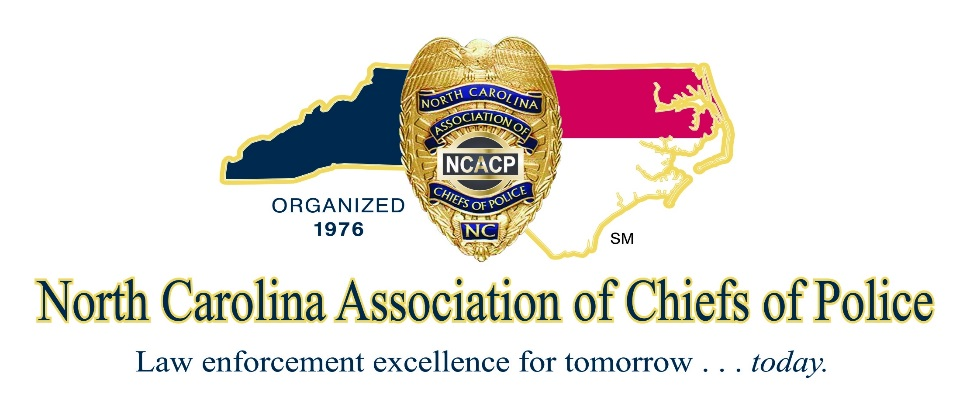 NORTH CAROLINA
ASSOCIATION OF
NCACP
CHIEFS OF POLICE
NC
ORGANIZED
1976
SM
North Carolina Association of Chiefs of Police
Law enforcement excellence for tomorrow . . . today.